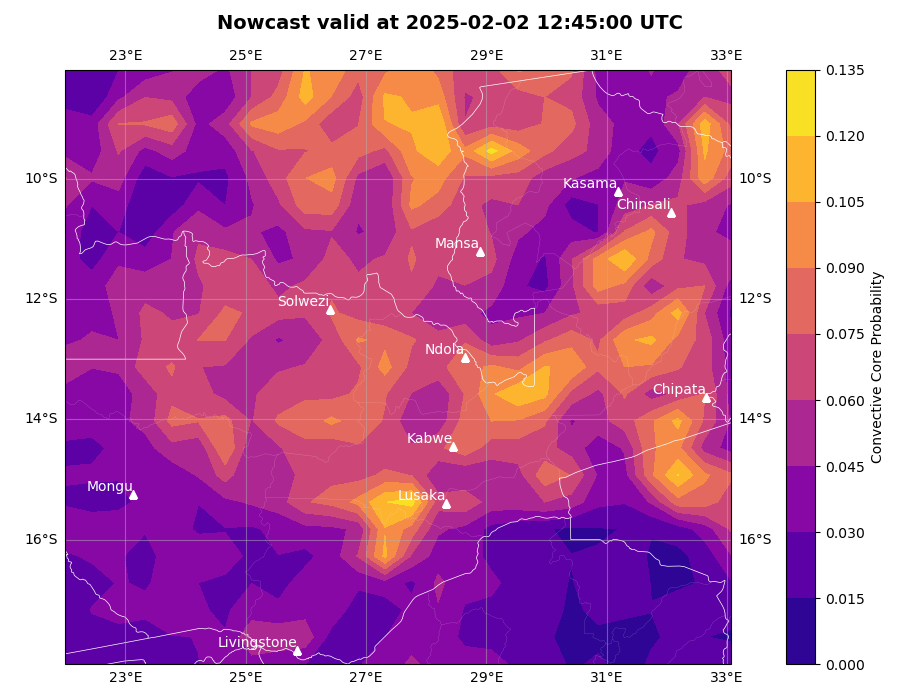 Nowcast valid at 2025-02-02 12:45:00 UTC
23°E 25°E 27°E 29°E 31°E 33°E
0.135
0.120
10°S Kasama 10°S
Chinsali
0.105
Mansa
0.090
12°S Solwezi 12°S
0.075
Ndola
Chipata
0.060
14°S Kabwe 14°S
0.045
Mongu Lusaka
16°S 16°S
0.030
0.015
Livingstone
0.000
23°E 25°E 27°E 29°E 31°E 33°E
Convective Core Probability